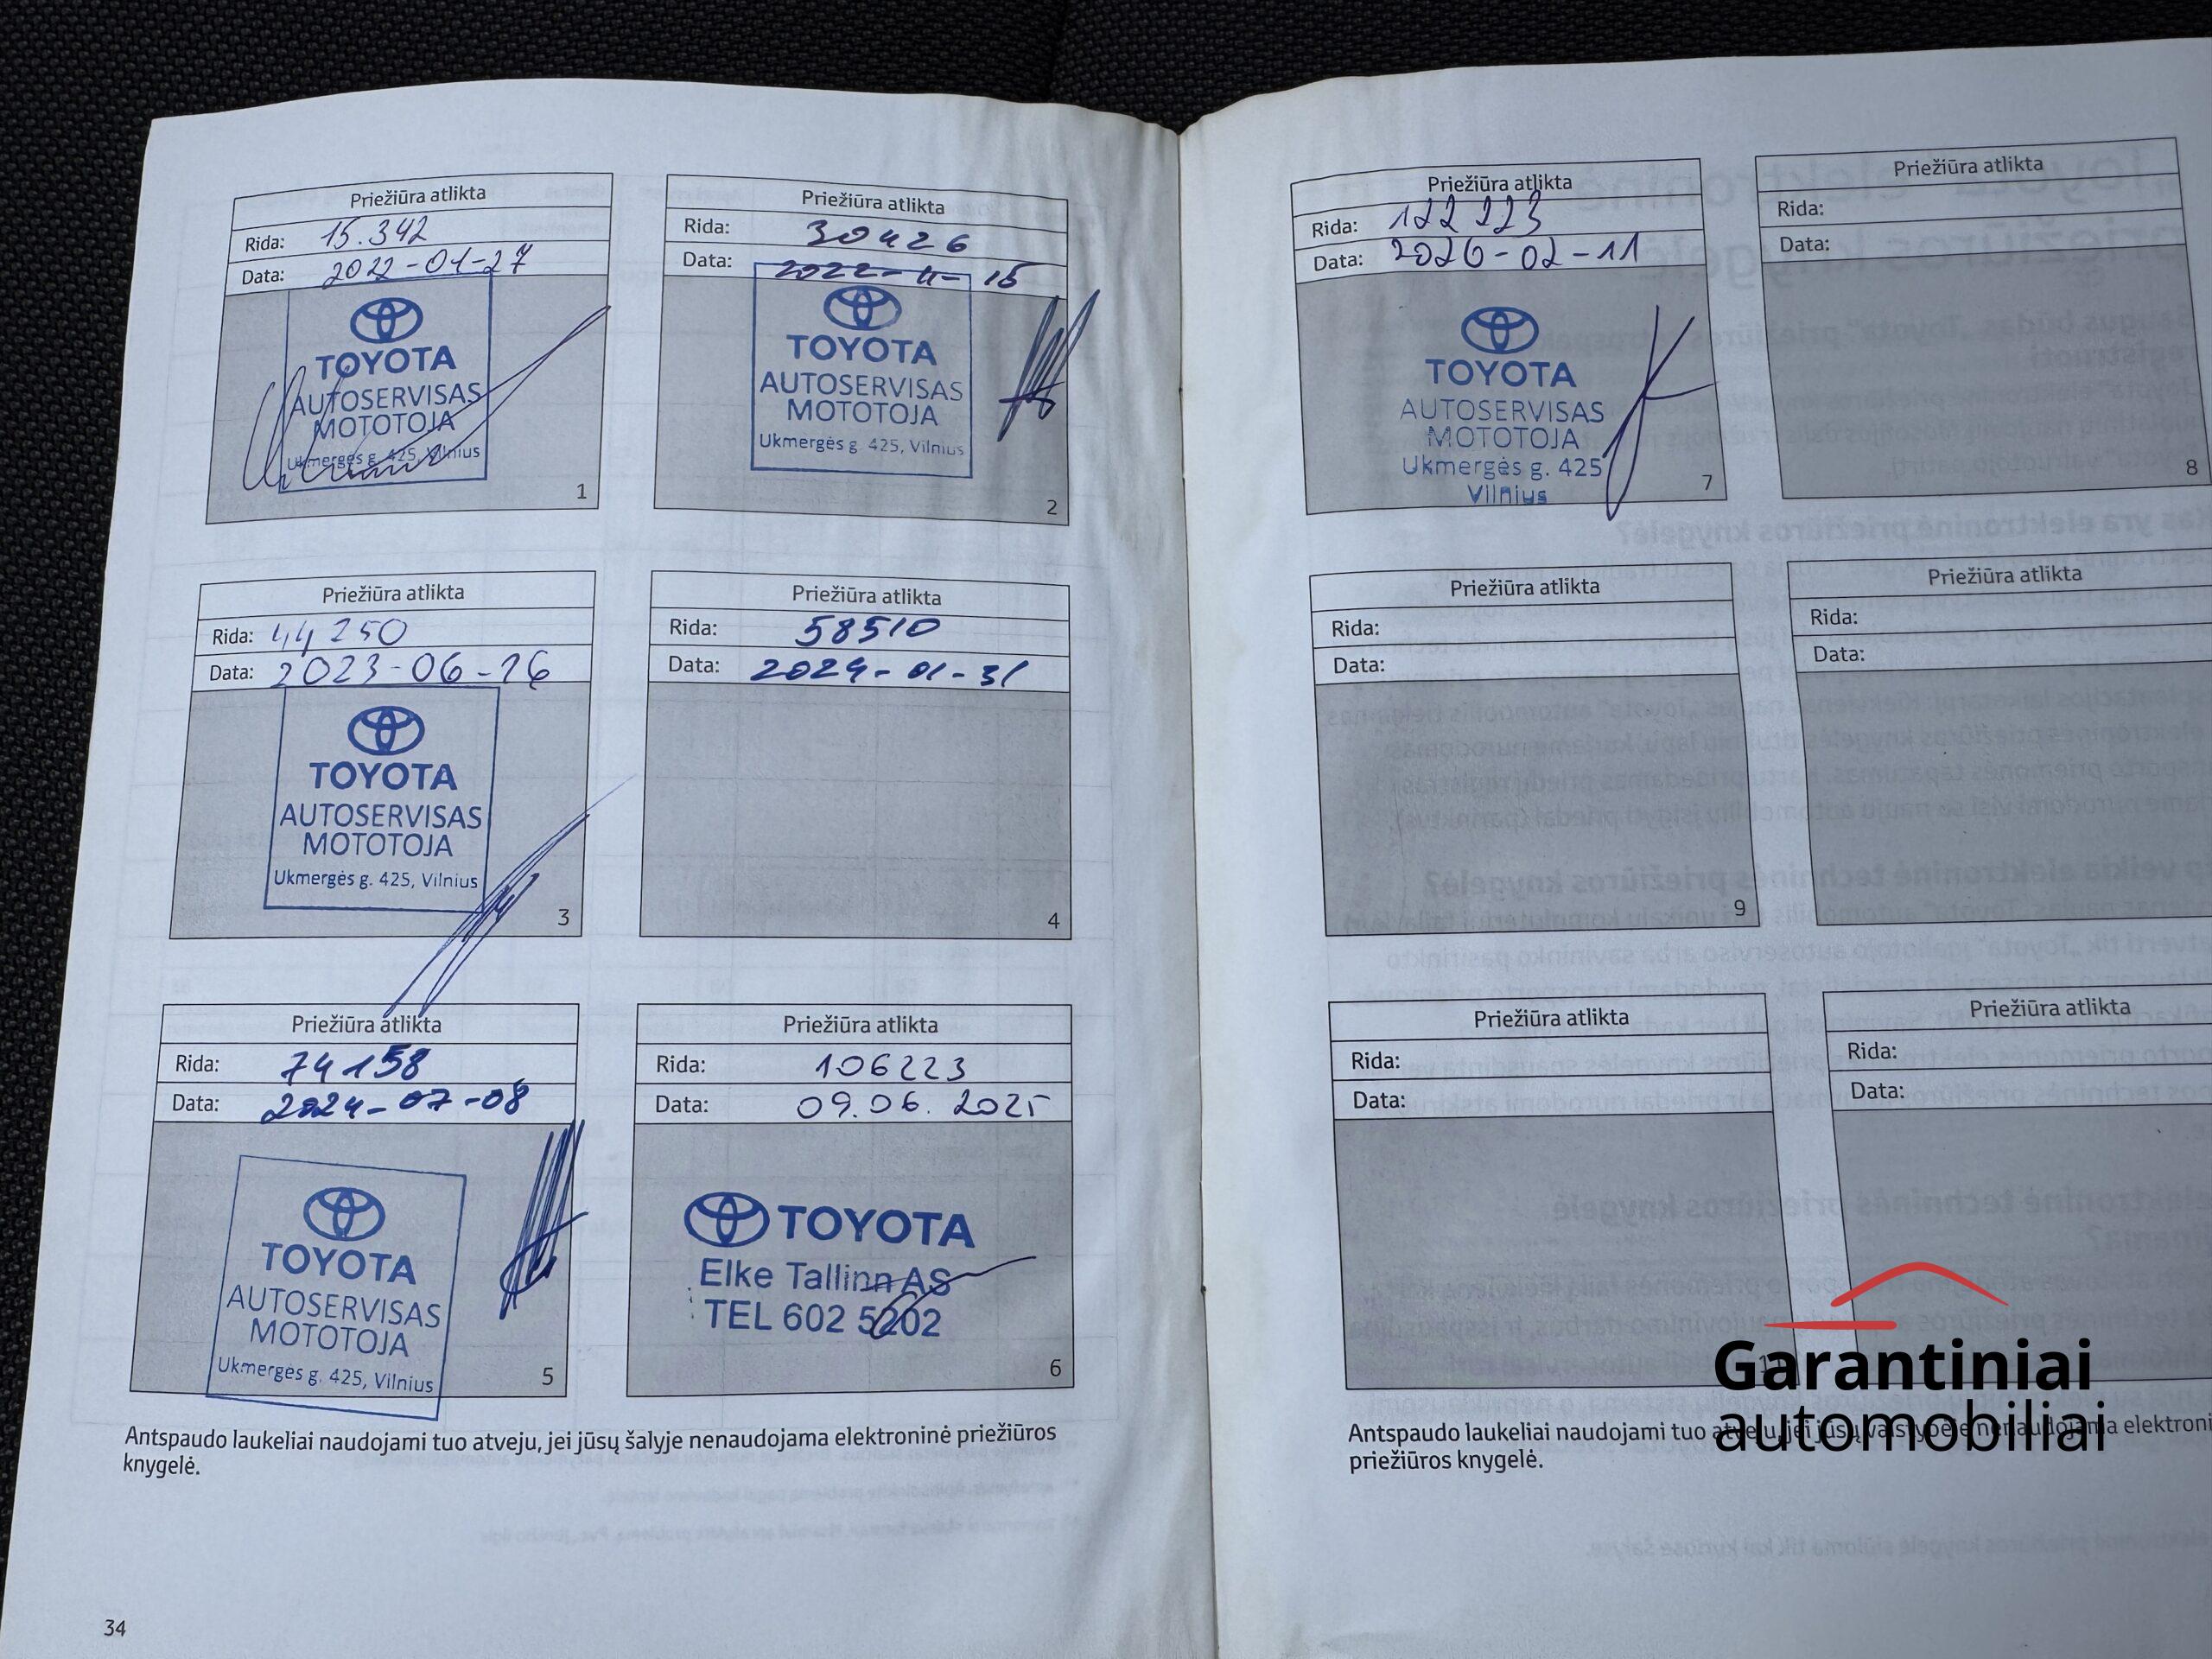 Priežiūra atlikta
Rida: 15.342
Data: 2022-01-27
TOYOTA
AUTOSERVISAS
MOTOTOJA
Ukmergės g. 425, Vilnius
1
Priežiūra atlikta
Rida: 30426
Data: 2022-11-15
TOYOTA
AUTOSERVISAS
MOTOTOJA
Ukmergės g. 425, Vilnius
2
Priežiūra atlikta
Rida: 44250
Data: 2023-06-16
TOYOTA
AUTOSERVISAS
MOTOTOJA
Ukmergės g. 425, Vilnius
3
Priežiūra atlikta
Rida: 58510
Data: 2024-01-31
4
Priežiūra atlikta
Rida: 74158
Data: 2024-07-08
TOYOTA
AUTOSERVISAS
MOTOTOJA
Ukmergės g. 425, Vilnius
5
Priežiūra atlikta
Rida: 106223
Data: 09.06.2025
TOYOTA
Elke Tallinn AS
TEL 602 5202
6
Antspaudo laukeliai naudojami tuo atveju, jei jūsų šalyje nenaudojama elektroninė priežiūros
knygelė.
34
Priežiūra atlikta
Rida: 122 223
Data: 2026-02-11
TOYOTA
AUTOSERVISAS
MOTOTOJA
Ukmergės g. 425
Vilnius
7
Priežiūra atlikta
Rida:
Data:
8
Priežiūra atlikta
Rida:
Data:
9
Priežiūra atlikta
Rida:
Data:
Priežiūra atlikta
Rida:
Data:
11
Priežiūra atlikta
Rida:
Data:
Antspaudo laukeliai naudojami tuo atveju, jei jūsų valstybėje nenaudojama elektroni
priežiūros knygelė.
Garantiniai
automobiliai